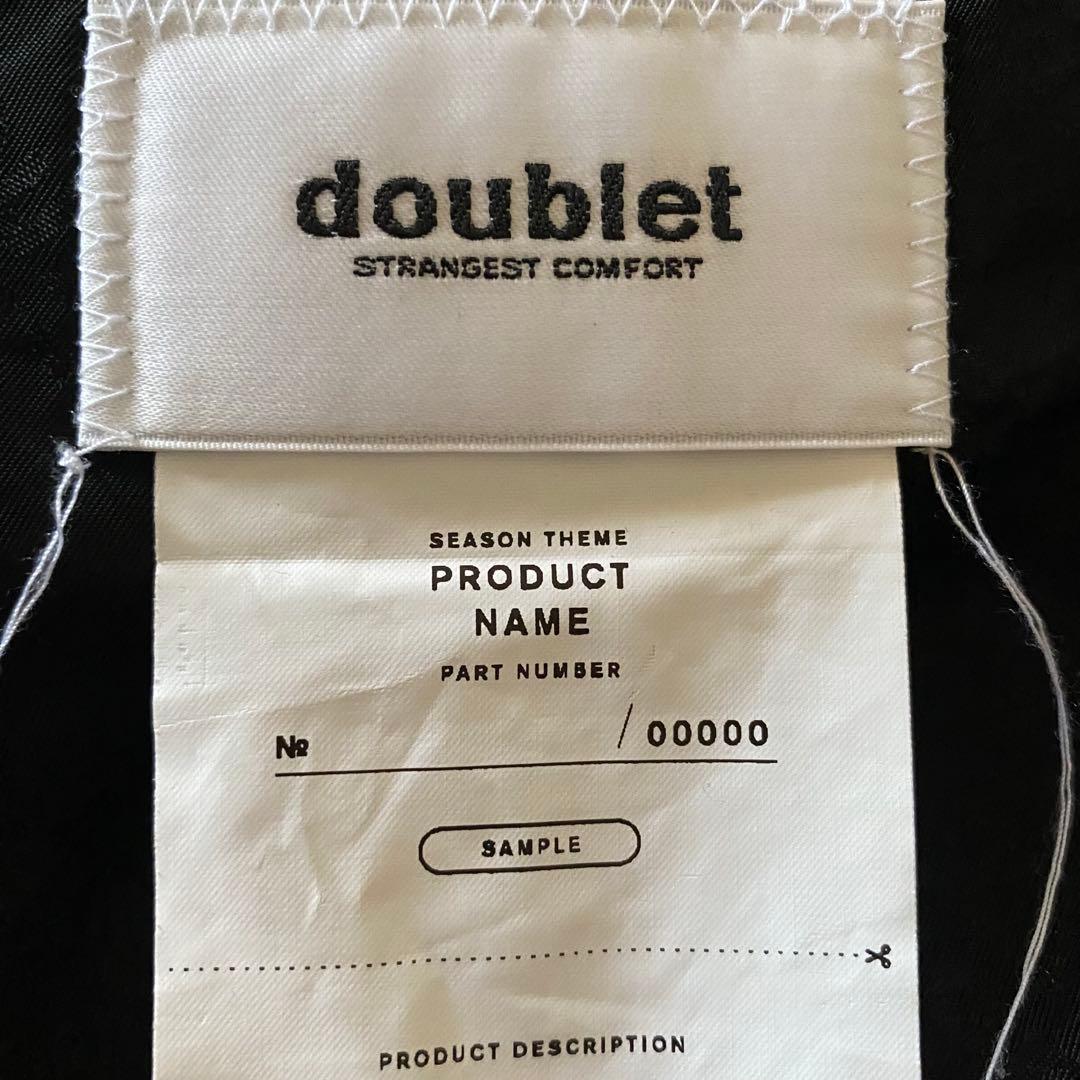 doublet
STRANGEST COMFORT
SEASON THEME
PRODUCT
NAME
PART NUMBER
№ / 00000
SAMPLE
PRODUCT DESCRIPTION